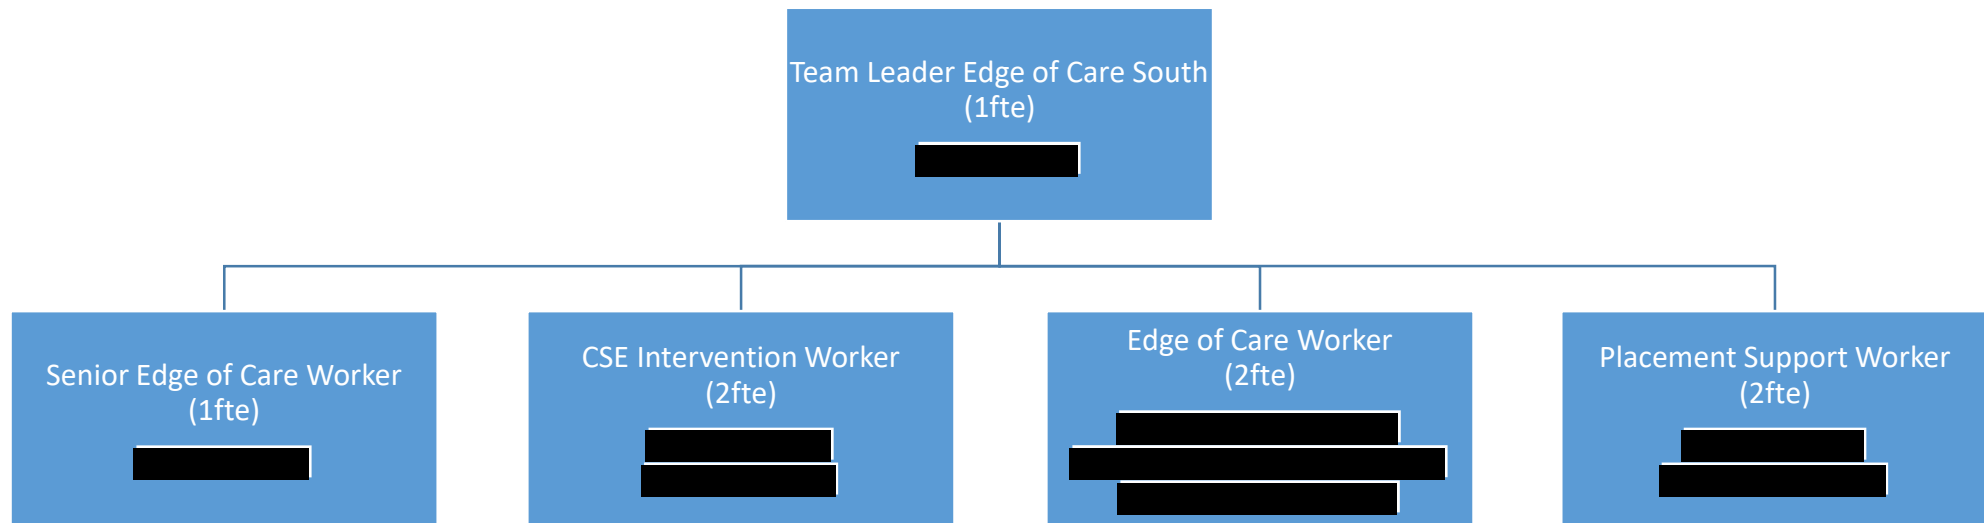 Team Leader Edge of Care South
(1fte)
Senior Edge of Care Worker
(1fte)
CSE Intervention Worker
(2fte)
Edge of Care Worker
(2fte)
Placement Support Worker
(2fte)